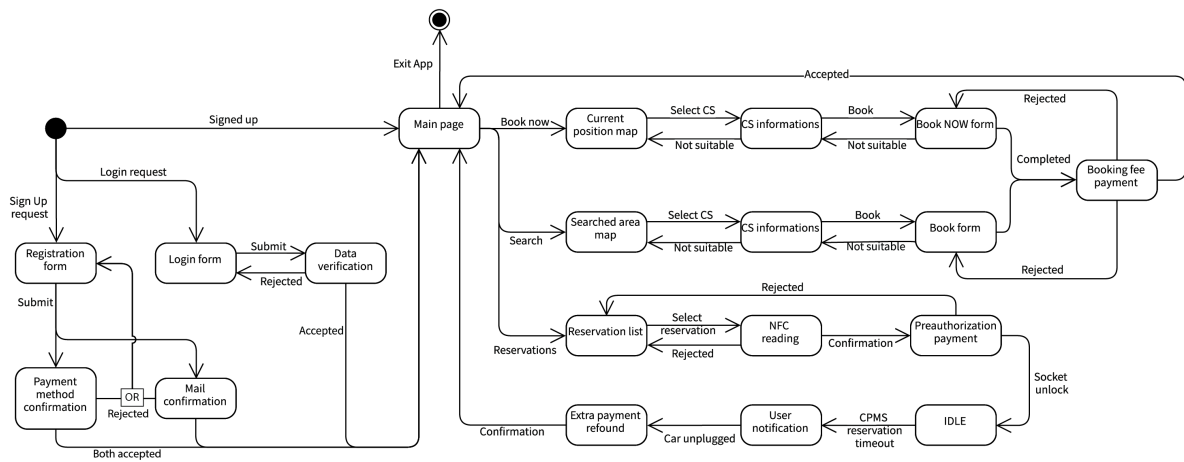 Exit App
Accepted
Signed up
Main page
Book now
Current
position map
Select CS
Not suitable
CS informations
Book
Not suitable
Book NOW form
Rejected
Completed
Booking fee
payment
Login request
Sign Up
request
Search
Searched area
map
Select CS
Not suitable
CS informations
Book
Not suitable
Book form
Rejected
Registration
form
Login form
Submit
Rejected
Data
verification
Submit
Accepted
Rejected
Reservations
Reservation list
Select
reservation
Rejected
NFC
reading
Confirmation
Preauthorization
payment
Socket
unlock
Payment
method
confirmation
OR
Rejected
Mail
confirmation
Both accepted
Confirmation
Extra payment
refound
Car unplugged
User
notification
CPMS
reservation
timeout
IDLE